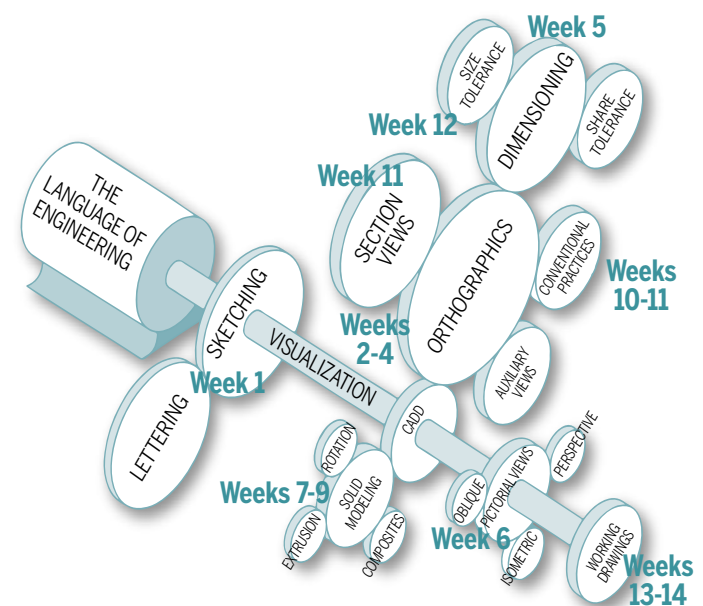 Week 5
SIZE
TOLERANCE
DIMENSIONING
SHARE
TOLERANCE
Week 12
Week 11
THE
LANGUAGE OF
ENGINEERING
SECTION
VIEWS
ORTHOGRAPHICS
CONVENTIONAL
PRACTICES
Weeks
10-11
SKETCHING
Weeks
2-4
VISUALIZATION
AUXILIARY
VIEWS
Week 1
LETTERING
CADD
ROTATION
SOLID
MODELING
Weeks 7-9
EXTRUSION
COMPOSITES
PERSPECTIVE
PICTORIAL VIEWS
OBLIQUE
Week 6
ISOMETRIC
WORKING
DRAWINGS
Weeks
13-14